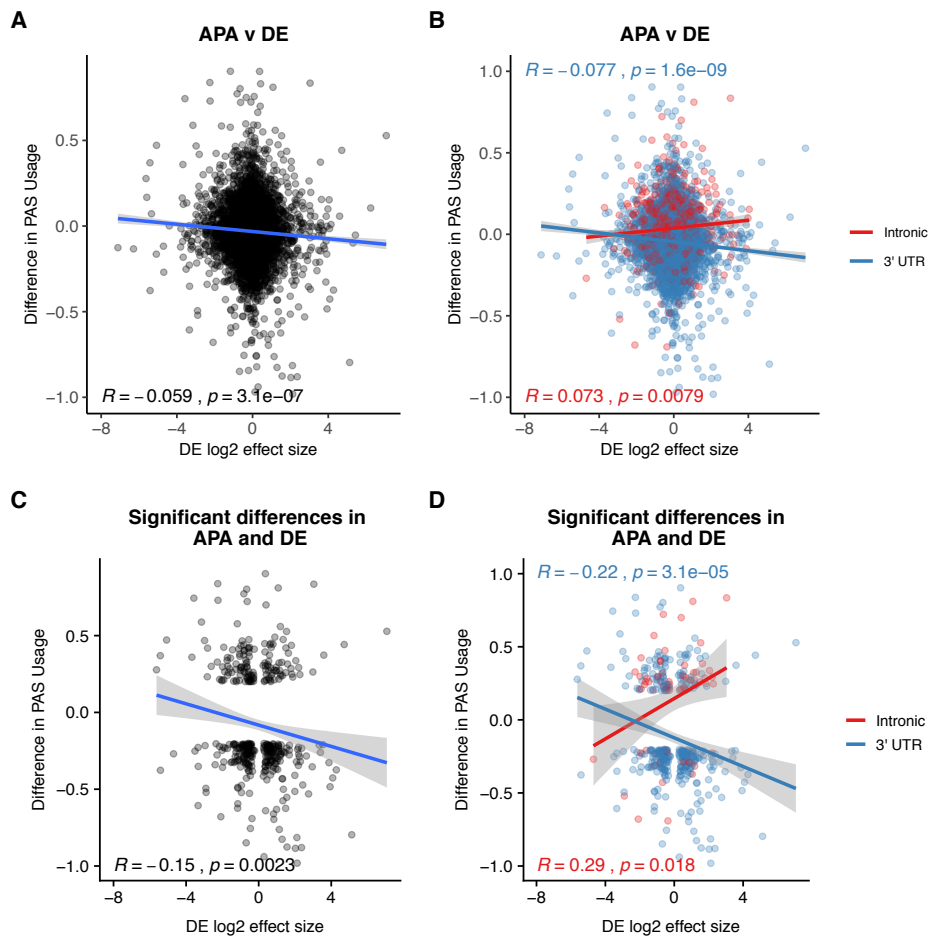 A
APA v DE
Difference in PAS Usage
0.5
0.0
−0.5
−1.0
R = −0.059 , p = 3.1e−07
−8
−4
0
4
DE log2 effect size
B
APA v DE
Difference in PAS Usage
1.0
0.5
0.0
−0.5
−1.0
R = −0.077 , p = 1.6e−09
R = 0.073 , p = 0.0079
−8
−4
0
4
DE log2 effect size
Intronic
3' UTR
C
Significant differences in
APA and DE
Difference in PAS Usage
0.5
0.0
−0.5
−1.0
R = −0.15 , p = 0.0023
−8
−4
0
4
DE log2 effect size
D
Significant differences in
APA and DE
Difference in PAS Usage
1.0
0.5
0.0
−0.5
−1.0
R = −0.22 , p = 3.1e−05
R = 0.29 , p = 0.018
−8
−4
0
4
DE log2 effect size
Intronic
3' UTR